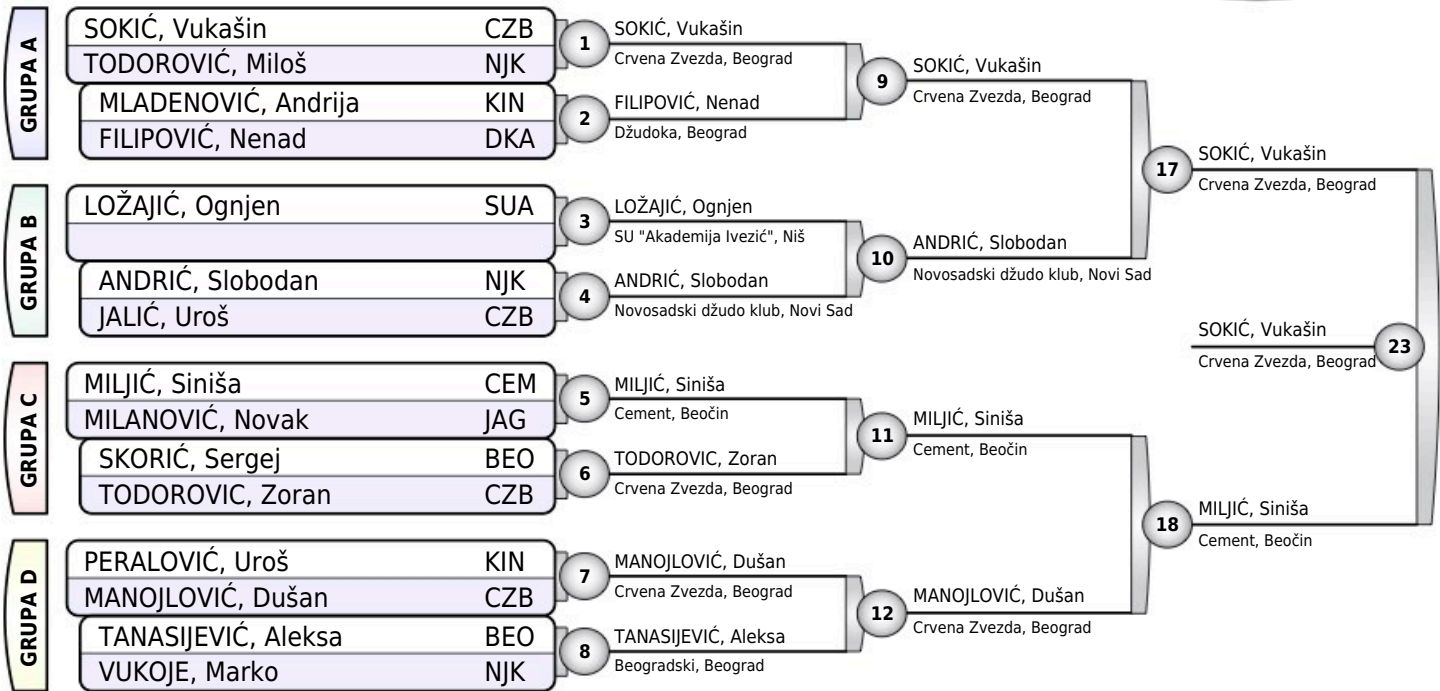 GRUPA A
SOKIĆ, Vukašin CZB
TODOROVIĆ, Miloš NJK
MLADENOVIĆ, Andrija KIN
FILIPOVIĆ, Nenad DKA
GRUPA B
LOŽAJIĆ, Ognjen SUA
ANDRIĆ, Slobodan NJK
JALIĆ, Uroš CZB
GRUPA C
MILJIĆ, Siniša CEM
MILANOVIĆ, Novak JAG
SKORIĆ, Sergej BEO
TODOROVIC, Zoran CZB
GRUPA D
PERALOVIĆ, Uroš KIN
MANOJLOVIĆ, Dušan CZB
TANASIJEVIĆ, Aleksa BEO
VUKOJE, Marko NJK
1
SOKIĆ, Vukašin
Crvena Zvezda, Beograd
2
FILIPOVIĆ, Nenad
Džudoka, Beograd
3
LOŽAJIĆ, Ognjen
SU "Akademija Ivezić", Niš
4
ANDRIĆ, Slobodan
Novosadski džudo klub, Novi Sad
5
MILJIĆ, Siniša
Cement, Beočin
6
TODOROVIC, Zoran
Crvena Zvezda, Beograd
7
MANOJLOVIĆ, Dušan
Crvena Zvezda, Beograd
8
TANASIJEVIĆ, Aleksa
Beogradski, Beograd
9
SOKIĆ, Vukašin
Crvena Zvezda, Beograd
10
ANDRIĆ, Slobodan
Novosadski džudo klub, Novi Sad
11
MILJIĆ, Siniša
Cement, Beočin
12
MANOJLOVIĆ, Dušan
Crvena Zvezda, Beograd
17
SOKIĆ, Vukašin
Crvena Zvezda, Beograd
18
MILJIĆ, Siniša
Cement, Beočin
SOKIĆ, Vukašin
Crvena Zvezda, Beograd
23